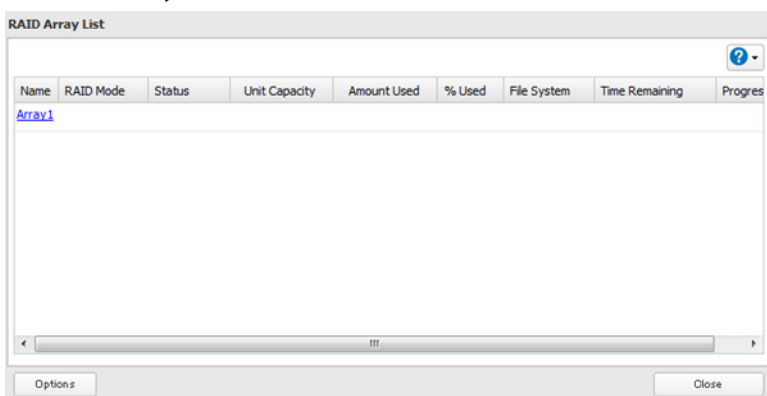 RAID Array List
Name RAID Mode Status Unit Capacity Amount Used % Used File System Time Remaining Progres
Array1
Options Close